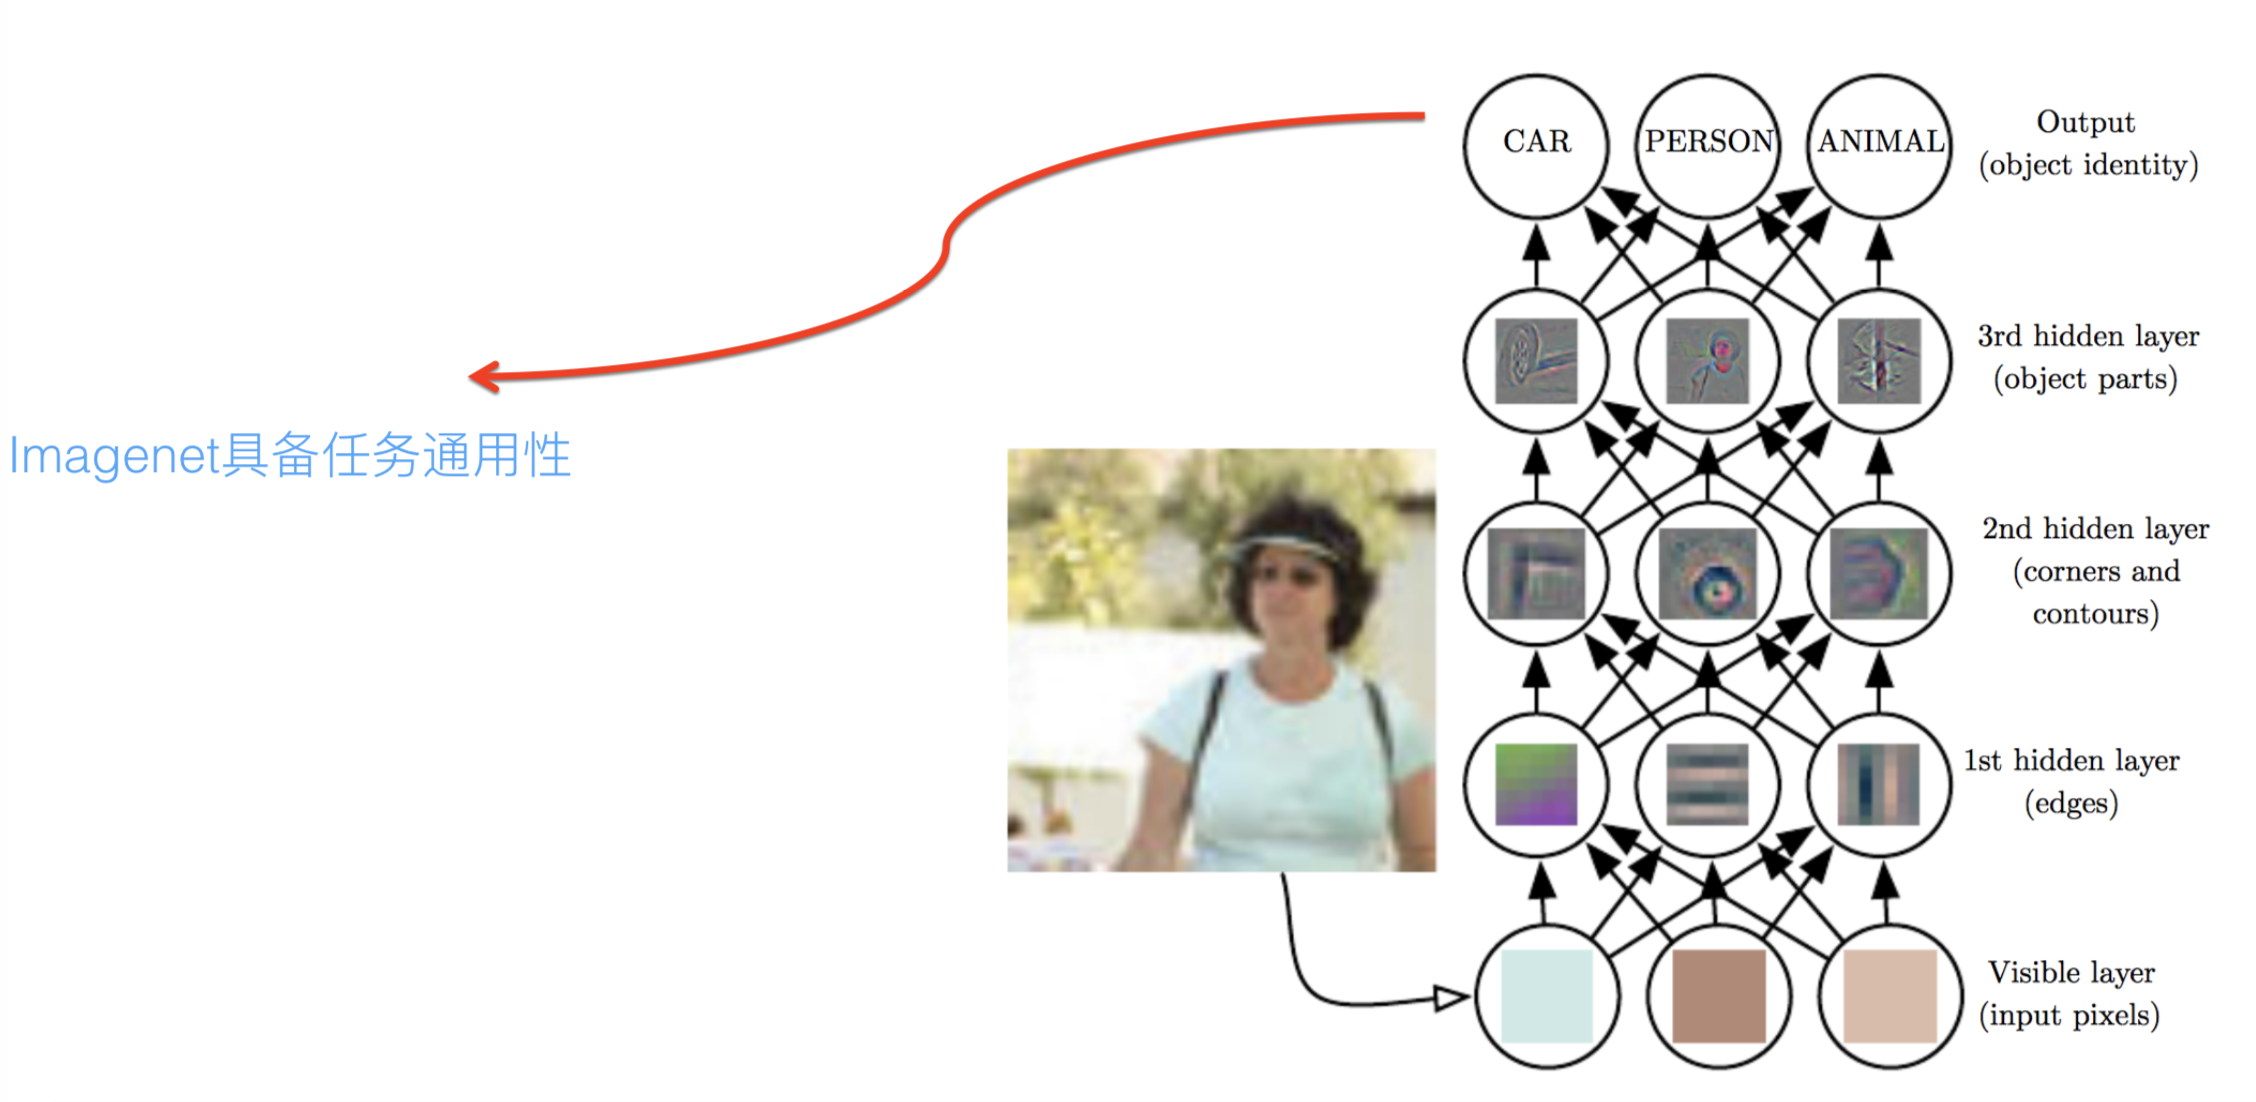 Imagenet具备任务通用性
CAR PERSON ANIMAL
Output
(object identity)
3rd hidden layer
(object parts)
2nd hidden layer
(corners and
contours)
1st hidden layer
(edges)
Visible layer
(input pixels)